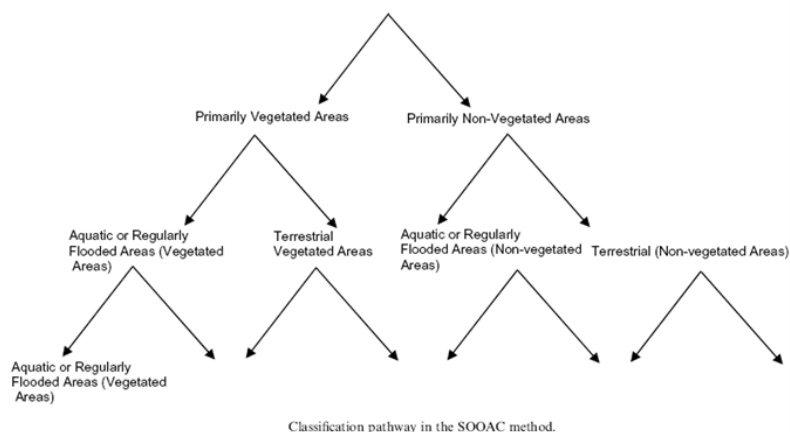 Primarily Vegetated Areas
Primarily Non-Vegetated Areas
Aquatic or Regularly
Flooded Areas (Vegetated
Areas)
Terrestrial
Vegetated Areas
Aquatic or Regularly
Flooded Areas (Non-vegetated
Areas)
Terrestrial (Non-vegetated Areas)
Aquatic or Regularly
Flooded Areas (Vegetated
Areas)
Classification pathway in the SOOAC method.